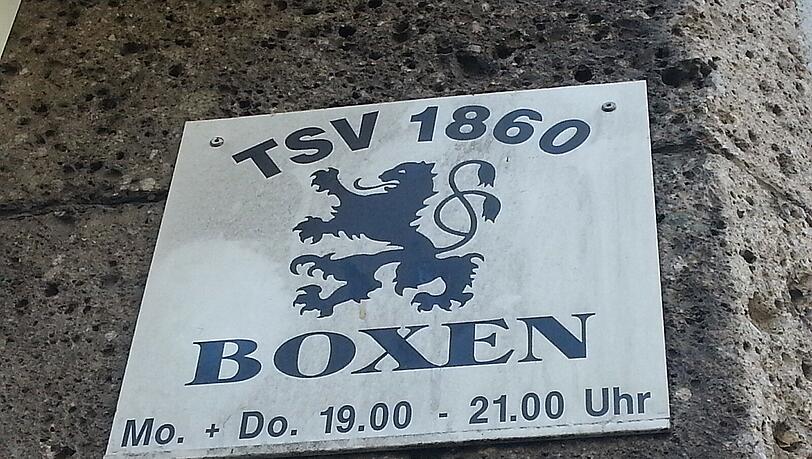 TSV 1860
BOXEN
Mo. + Do. 19.00 - 21.00 Uhr